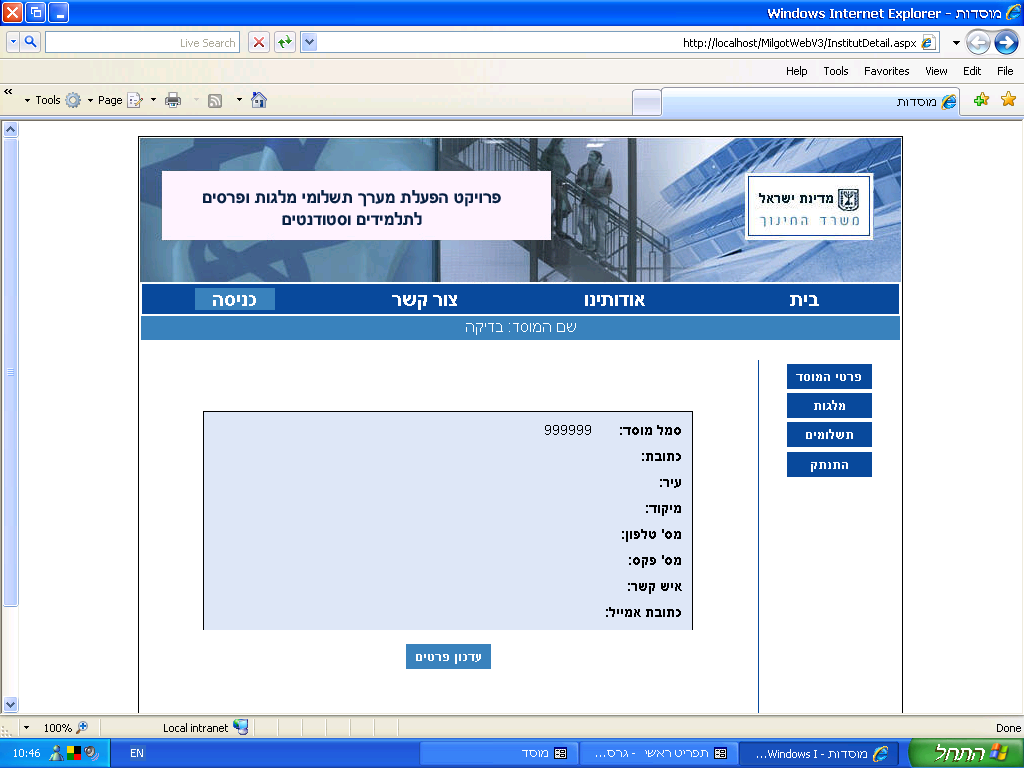 מוסדות - Windows Internet Explorer
http://localhost/MilgotWebV3/InstitutDetail.aspx
Live Search
File Edit View Favorites Tools Help
מוסדות
Page Tools
פרויקט הפעלת מערך תשלומי מלגות ופרסים
לתלמידים וסטודנטים
מדינת ישראל
משרד החינוך
בית אודותינו צור קשר כניסה
שם המוסד: בדיקה
פרטי המוסד
מלגות
תשלומים
התנתק
סמל מוסד: 999999
כתובת:
עיר:
מיקוד:
מס' טלפון:
מס' פקס:
איש קשר:
כתובת אמייל:
עדכון פרטים
Done
Local intranet
100%
התחל
מוסדות - Windows I...
תפריט ראשי - גרס...
מוסד
EN
10:46